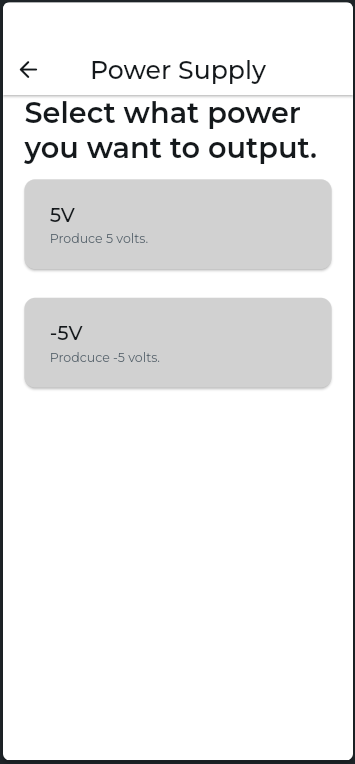 Power Supply
Select what power
you want to output.
5V
Produce 5 volts.
-5V
Prodcuce -5 volts.